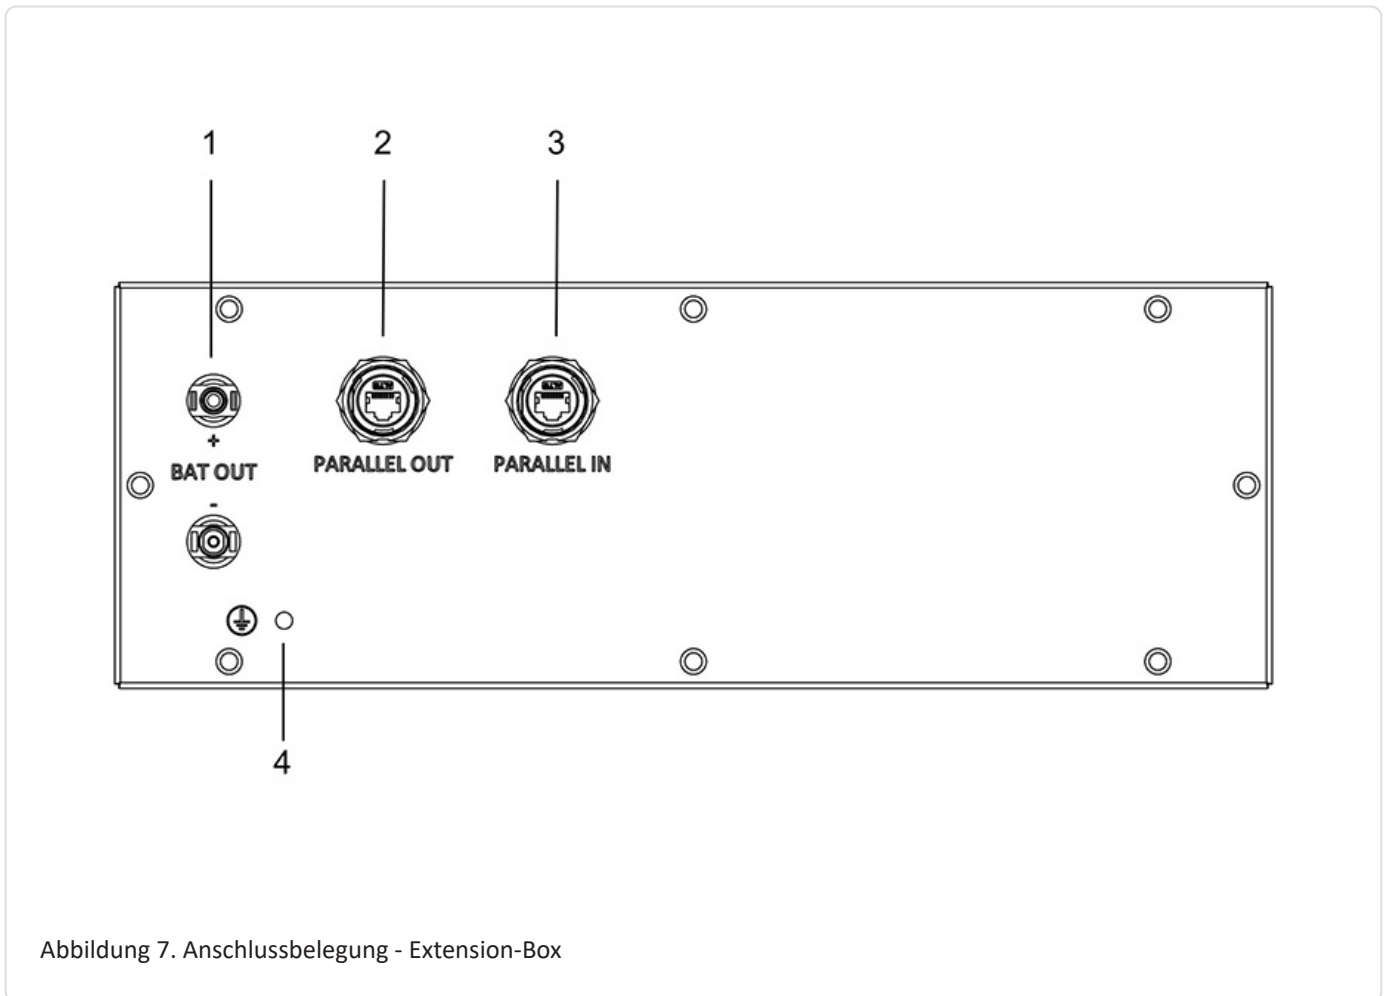 1 2 3
+
BAT OUT
-
PARALLEL OUT PARALLEL IN
4
Abbildung 7. Anschlussbelegung - Extension-Box